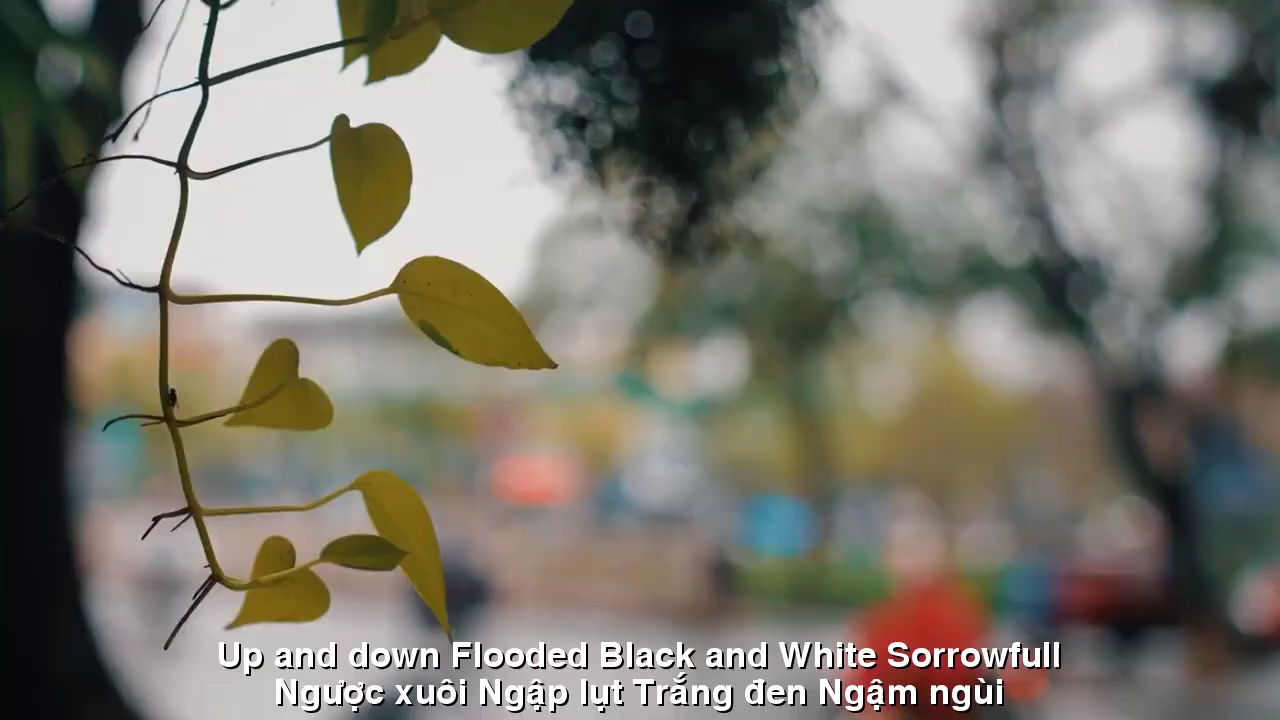 Up and down Flooded Black and White Sorrowfull
Ngược xuôi Ngập lụt Trắng đen Ngậm ngùi